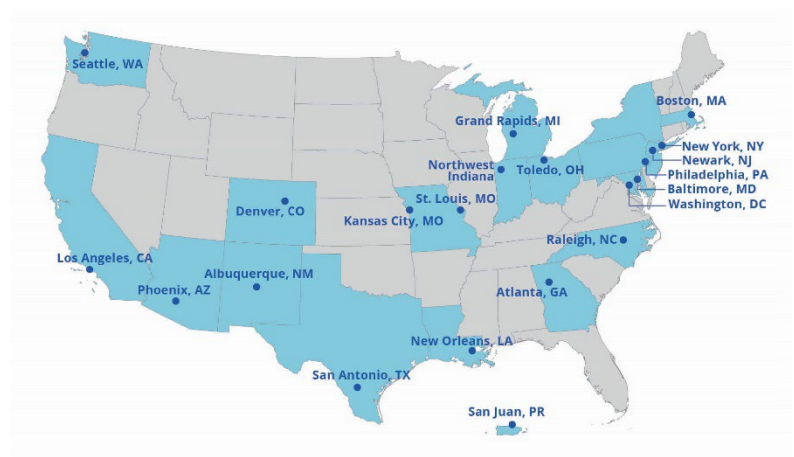 Seattle, WA
Boston, MA
Grand Rapids, MI
New York, NY
Newark, NJ
Northwest
Indiana
Toledo, OH
Philadelphia, PA
Baltimore, MD
Washington, DC
St. Louis, MO
Denver, CO
Kansas City, MO
Raleigh, NC
Los Angeles, CA
Albuquerque, NM
Phoenix, AZ
Atlanta, GA
New Orleans, LA
San Antonio, TX
San Juan, PR